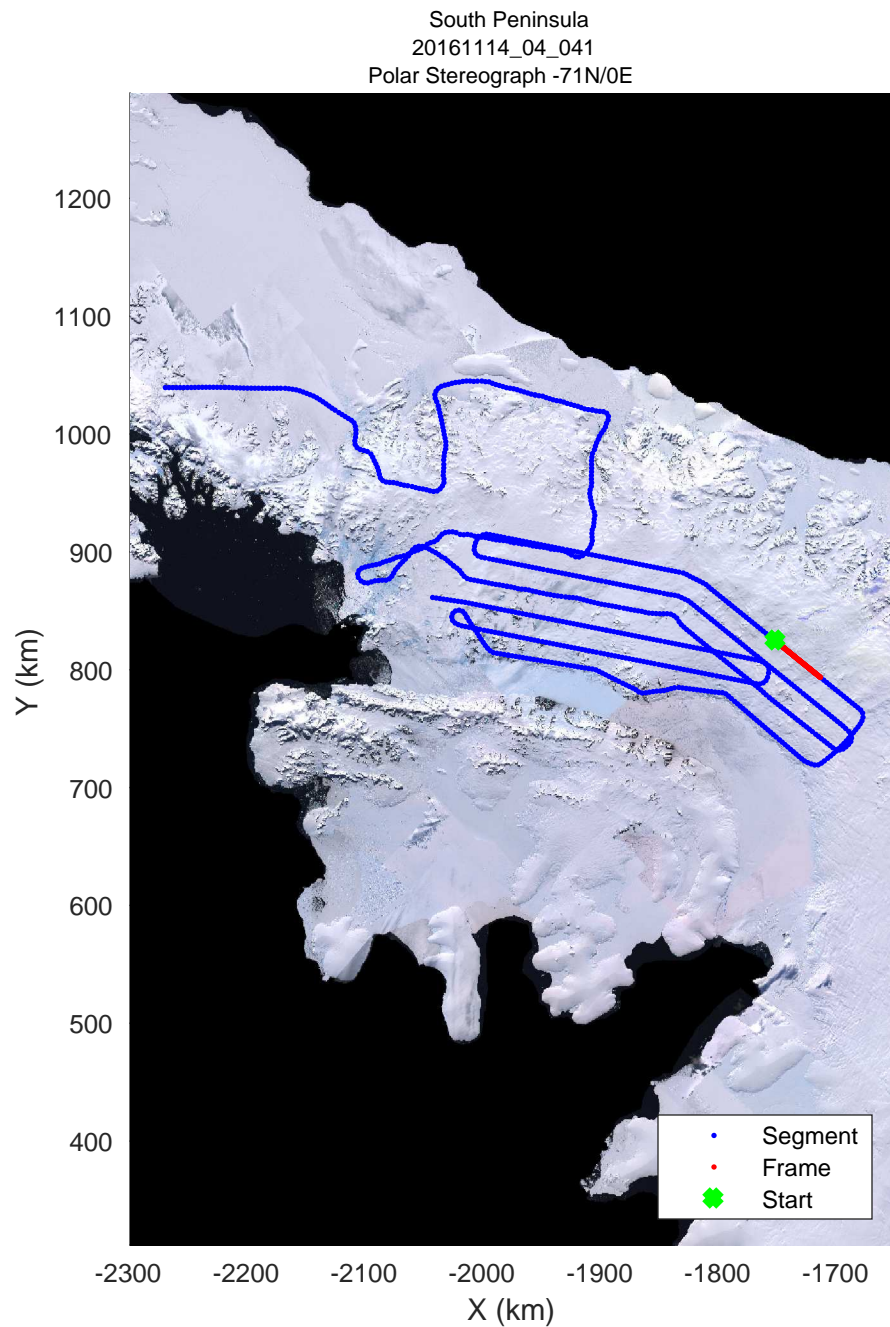 South Peninsula
20161114_04_041
Polar Stereograph -71N/0E
1200
1100
1000
900
800
700
600
500
400
Y (km)
Segment
Frame
Start
-2300 -2200 -2100 -2000 -1900 -1800 -1700
X (km)